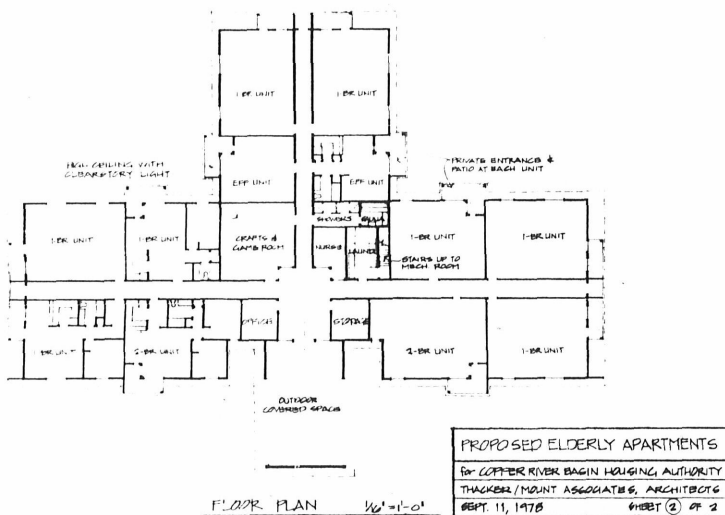 1-BR UNIT
1-BR UNIT
HIGH CEILING WITH
CLEARSTORY LIGHT
PRIVATE ENTRANCE &
PATIO AT EACH UNIT
EFF UNIT
EFF UNIT
SHOWERS
1-BR UNIT
1-BR UNIT
CRAFTS &
GAME ROOM
NURSE
1-BR UNIT
1-BR UNIT
STAIRS UP TO
MECH. ROOM
OFFICE
STORAGE
1-BR UNIT
2-BR UNIT
2-BR UNIT
1-BR UNIT
OUTDOOR
COVERED SPACE
FLOOR PLAN 1/16"=1'-0"
PROPOSED ELDERLY APARTMENTS
for COPPER RIVER BASIN HOUSING AUTHORITY
THACKER/MOUNT ASSOCIATES, ARCHITECTS
SEPT. 11, 1978 SHEET 2 OF 2